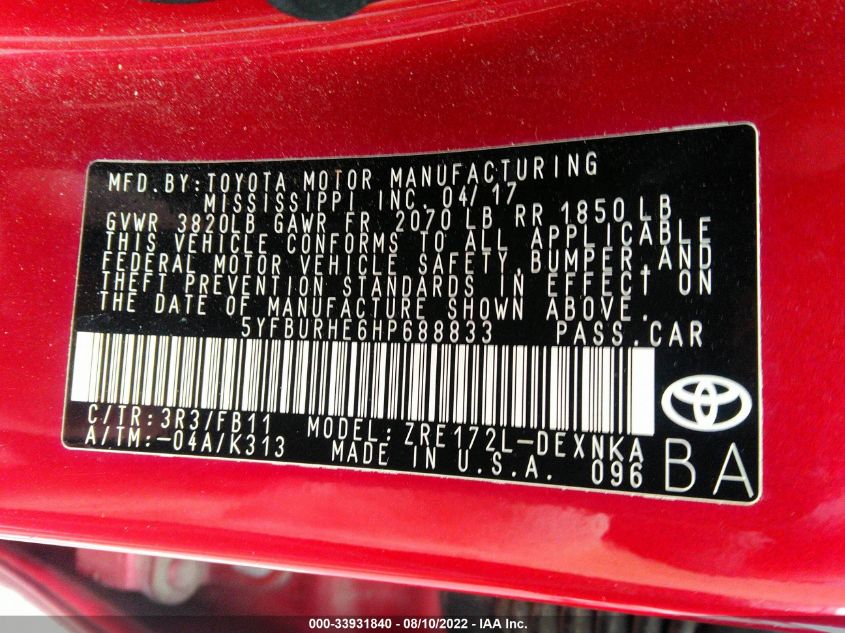 MFD.BY:TOYOTA MOTOR MANUFACTURING
MISSISSIPPI INC. 04/17
GVWR 3820LB GAWR FR 2070 LB RR 1850 LB
THIS VEHICLE CONFORMS TO ALL APPLICABLE
FEDERAL MOTOR VEHICLE SAFETY,BUMPER,AND
THEFT PREVENTION STANDARDS IN EFFECT ON
THE DATE OF MANUFACTURE SHOWN ABOVE.
5YFBURHE6HP688833 PASS.CAR
C/TR:3R3/FB11 MODEL:ZRE172L-DEXNKA
A/TM:-04A/K313 MADE IN U.S.A. 096
BA
000-33931840 - 08/10/2022 - IAA Inc.